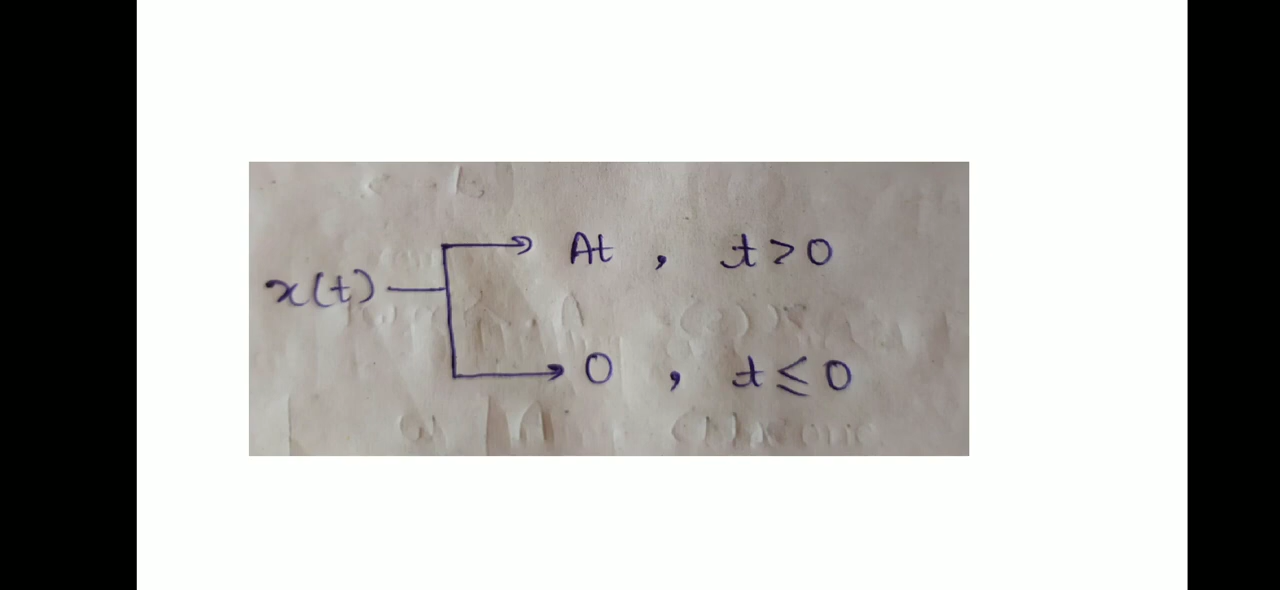 x(t) → At , t > 0
→ 0 , t ≤ 0